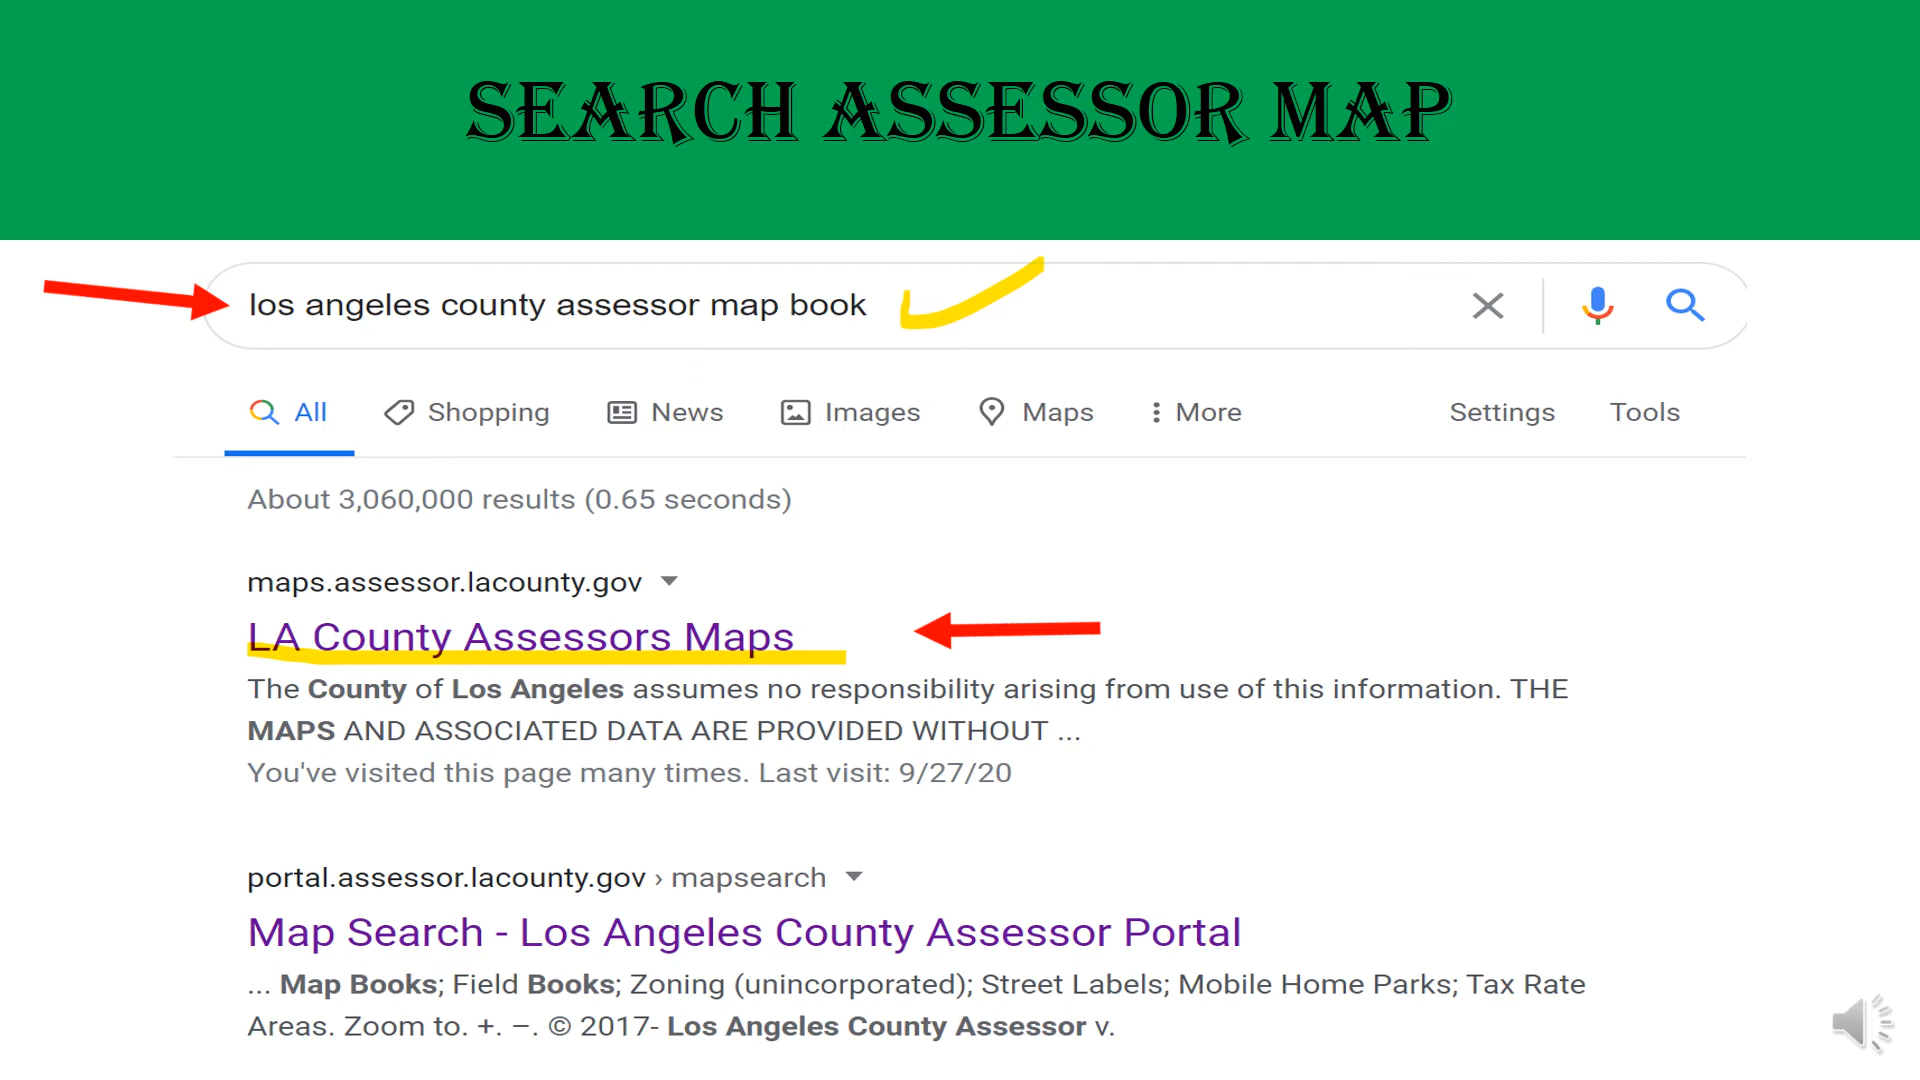 SEARCH ASSESSOR MAP
los angeles county assessor map book
All Shopping News Images Maps More Settings Tools
About 3,060,000 results (0.65 seconds)
maps.assessor.lacounty.gov
LA County Assessors Maps
The County of Los Angeles assumes no responsibility arising from use of this information. THE
MAPS AND ASSOCIATED DATA ARE PROVIDED WITHOUT ...
You've visited this page many times. Last visit: 9/27/20
portal.assessor.lacounty.gov › mapsearch
Map Search - Los Angeles County Assessor Portal
... Map Books; Field Books; Zoning (unincorporated); Street Labels; Mobile Home Parks; Tax Rate
Areas. Zoom to. +. −. © 2017- Los Angeles County Assessor v.